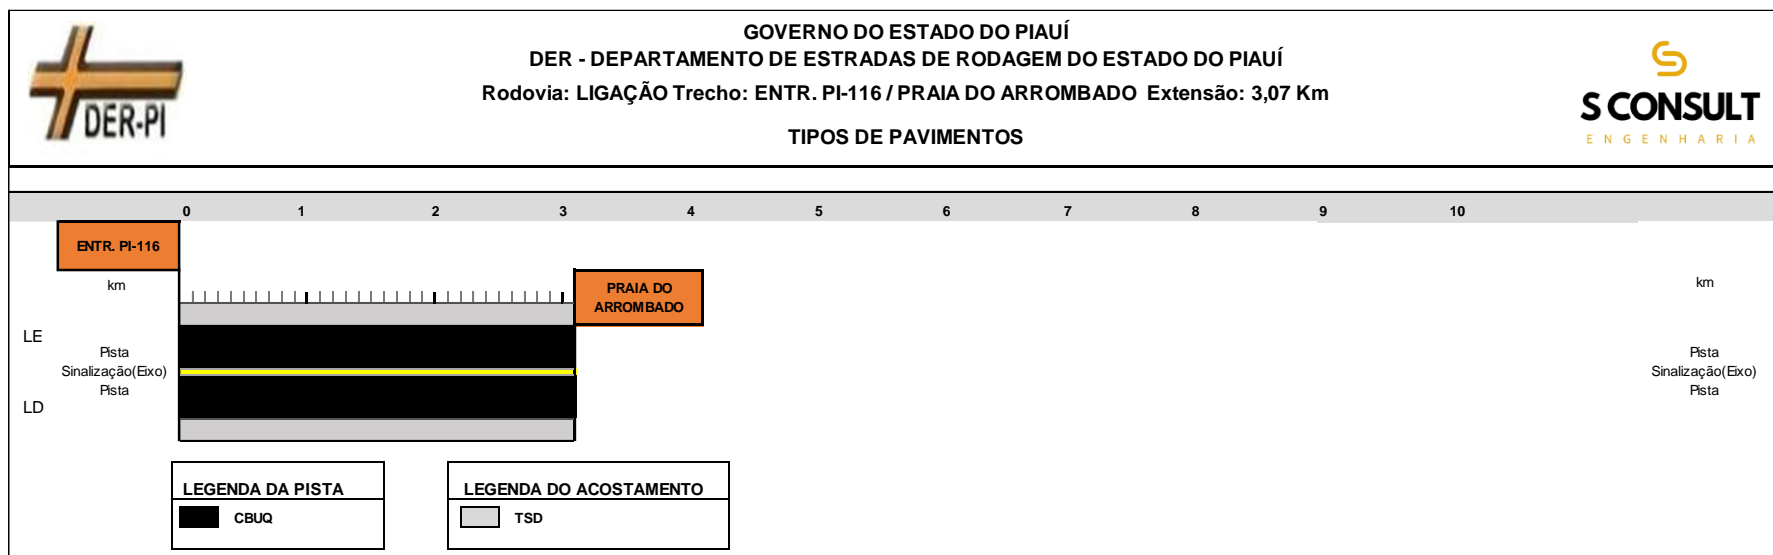 GOVERNO DO ESTADO DO PIAUÍ
DER - DEPARTAMENTO DE ESTRADAS DE RODAGEM DO ESTADO DO PIAUÍ
Rodovia: LIGAÇÃO Trecho: ENTR. PI-116 / PRAIA DO ARROMBADO Extensão: 3,07 Km
TIPOS DE PAVIMENTOS
DER-PI
S CONSULT
ENGENHARIA
0 1 2 3 4 5 6 7 8 9 10
ENTR. PI-116
km
PRAIA DO
ARROMBADO
km
LE
Pista
Sinalização(Eixo)
Pista
LD
Pista
Sinalização(Eixo)
Pista
LEGENDA DA PISTA
CBUQ
LEGENDA DO ACOSTAMENTO
TSD